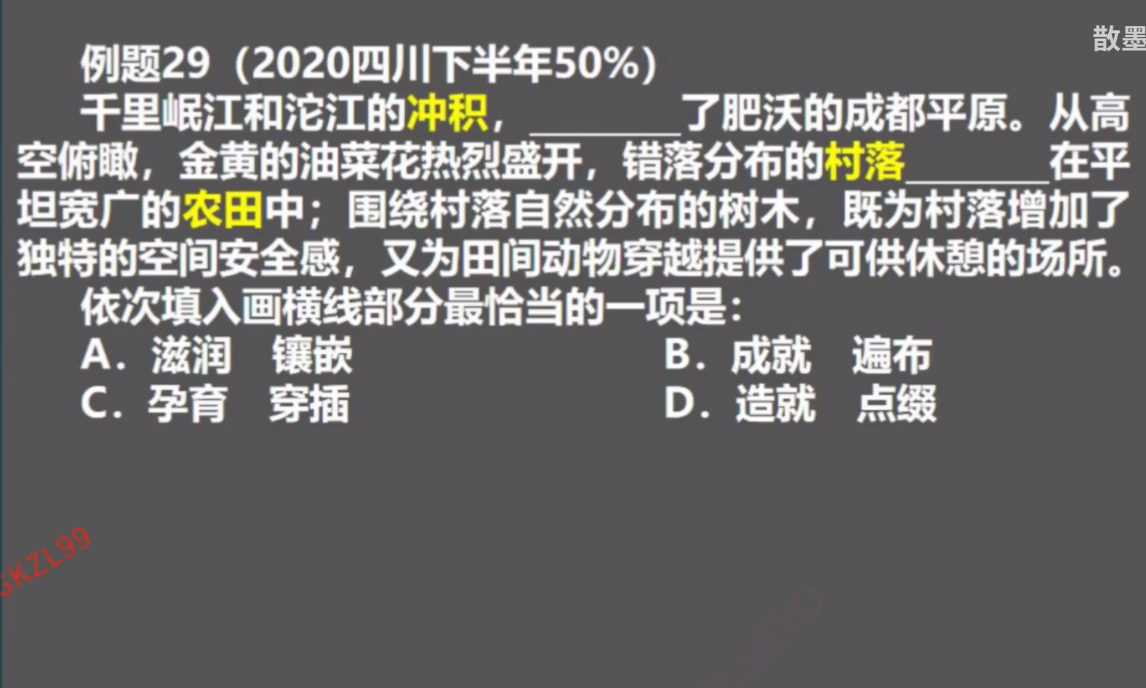 散墨
例题29（2020四川下半年50%）
千里岷江和沱江的冲积，________了肥沃的成都平原。从高
空俯瞰，金黄的油菜花热烈盛开，错落分布的村落________在平
坦宽广的农田中；围绕村落自然分布的树木，既为村落增加了
独特的空间安全感，又为田间动物穿越提供了可供休憩的场所。
依次填入画横线部分最恰当的一项是：
A．滋润 镶嵌 B．成就 遍布
C．孕育 穿插 D．造就 点缀
GKZL99